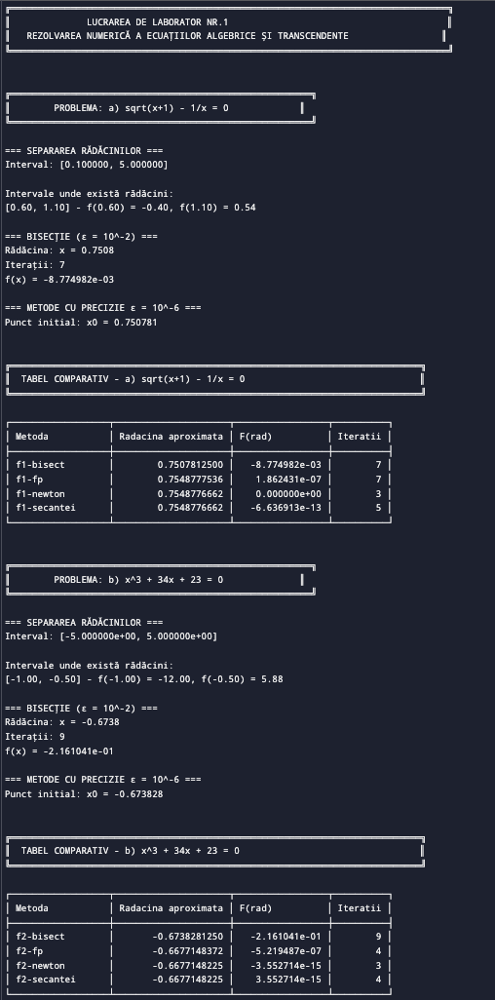 LUCRAREA DE LABORATOR NR.1
REZOLVAREA NUMERICĂ A ECUAȚIILOR ALGEBRICE ȘI TRANSCENDENTE
PROBLEMA: a) sqrt(x+1) - 1/x = 0
=== SEPARAREA RĂDĂCINILOR ===
Interval: [0.100000, 5.000000]
Intervale unde există rădăcini:
[0.60, 1.10] - f(0.60) = -0.40, f(1.10) = 0.54
=== BISECȚIE (ε = 10^-2) ===
Rădăcina: x = 0.7508
Iterații: 7
f(x) = -8.774982e-03
=== METODE CU PRECIZIE ε = 10^-6 ===
Punct initial: x0 = 0.750781
TABEL COMPARATIV - a) sqrt(x+1) - 1/x = 0
Metoda Radacina aproximata F(rad) Iteratii
f1-bisect 0.7507812500 -8.774982e-03 7
f1-fp 0.7548777536 1.862431e-07 7
f1-newton 0.7548776662 0.000000e+00 3
f1-secantei 0.7548776662 -6.636913e-13 5
PROBLEMA: b) x^3 + 34x + 23 = 0
=== SEPARAREA RĂDĂCINILOR ===
Interval: [-5.000000e+00, 5.000000e+00]
Intervale unde există rădăcini:
[-1.00, -0.50] - f(-1.00) = -12.00, f(-0.50) = 5.88
=== BISECȚIE (ε = 10^-2) ===
Rădăcina: x = -0.6738
Iterații: 9
f(x) = -2.161041e-01
=== METODE CU PRECIZIE ε = 10^-6 ===
Punct initial: x0 = -0.673828
TABEL COMPARATIV - b) x^3 + 34x + 23 = 0
Metoda Radacina aproximata F(rad) Iteratii
f2-bisect -0.6738281250 -2.161041e-01 9
f2-fp -0.6677148372 -5.219487e-07 4
f2-newton -0.6677148225 -3.552714e-15 3
f2-secantei -0.6677148225 3.552714e-15 4